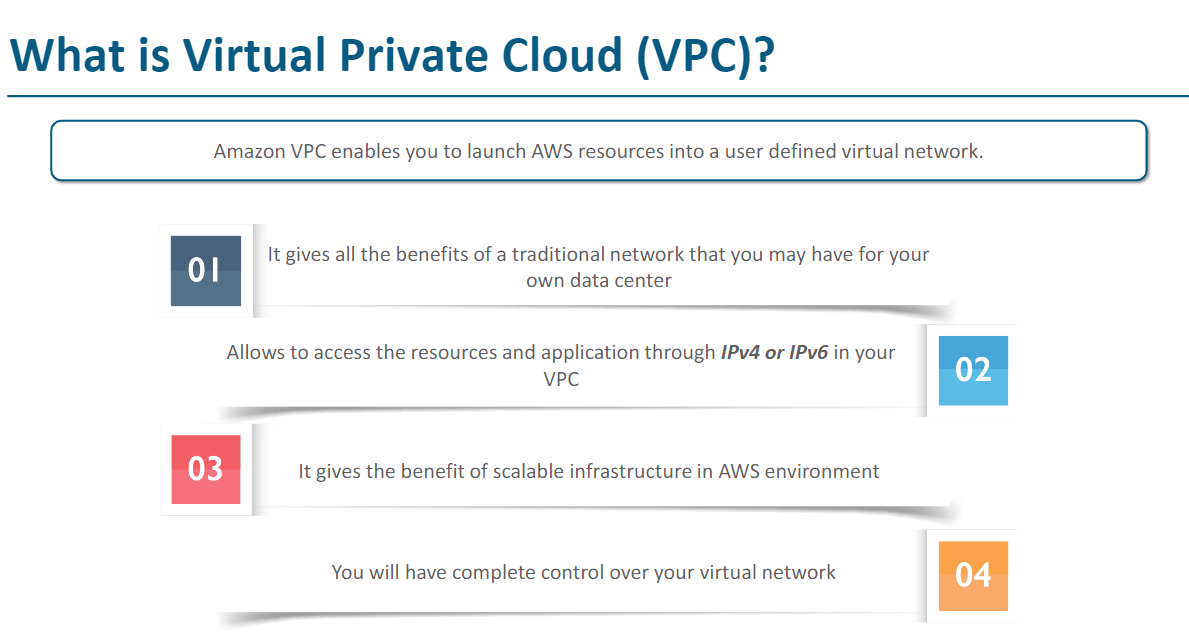 What is Virtual Private Cloud (VPC)?
Amazon VPC enables you to launch AWS resources into a user defined virtual network.
01
It gives all the benefits of a traditional network that you may have for your
own data center
Allows to access the resources and application through IPv4 or IPv6 in your
VPC
02
03
It gives the benefit of scalable infrastructure in AWS environment
You will have complete control over your virtual network
04